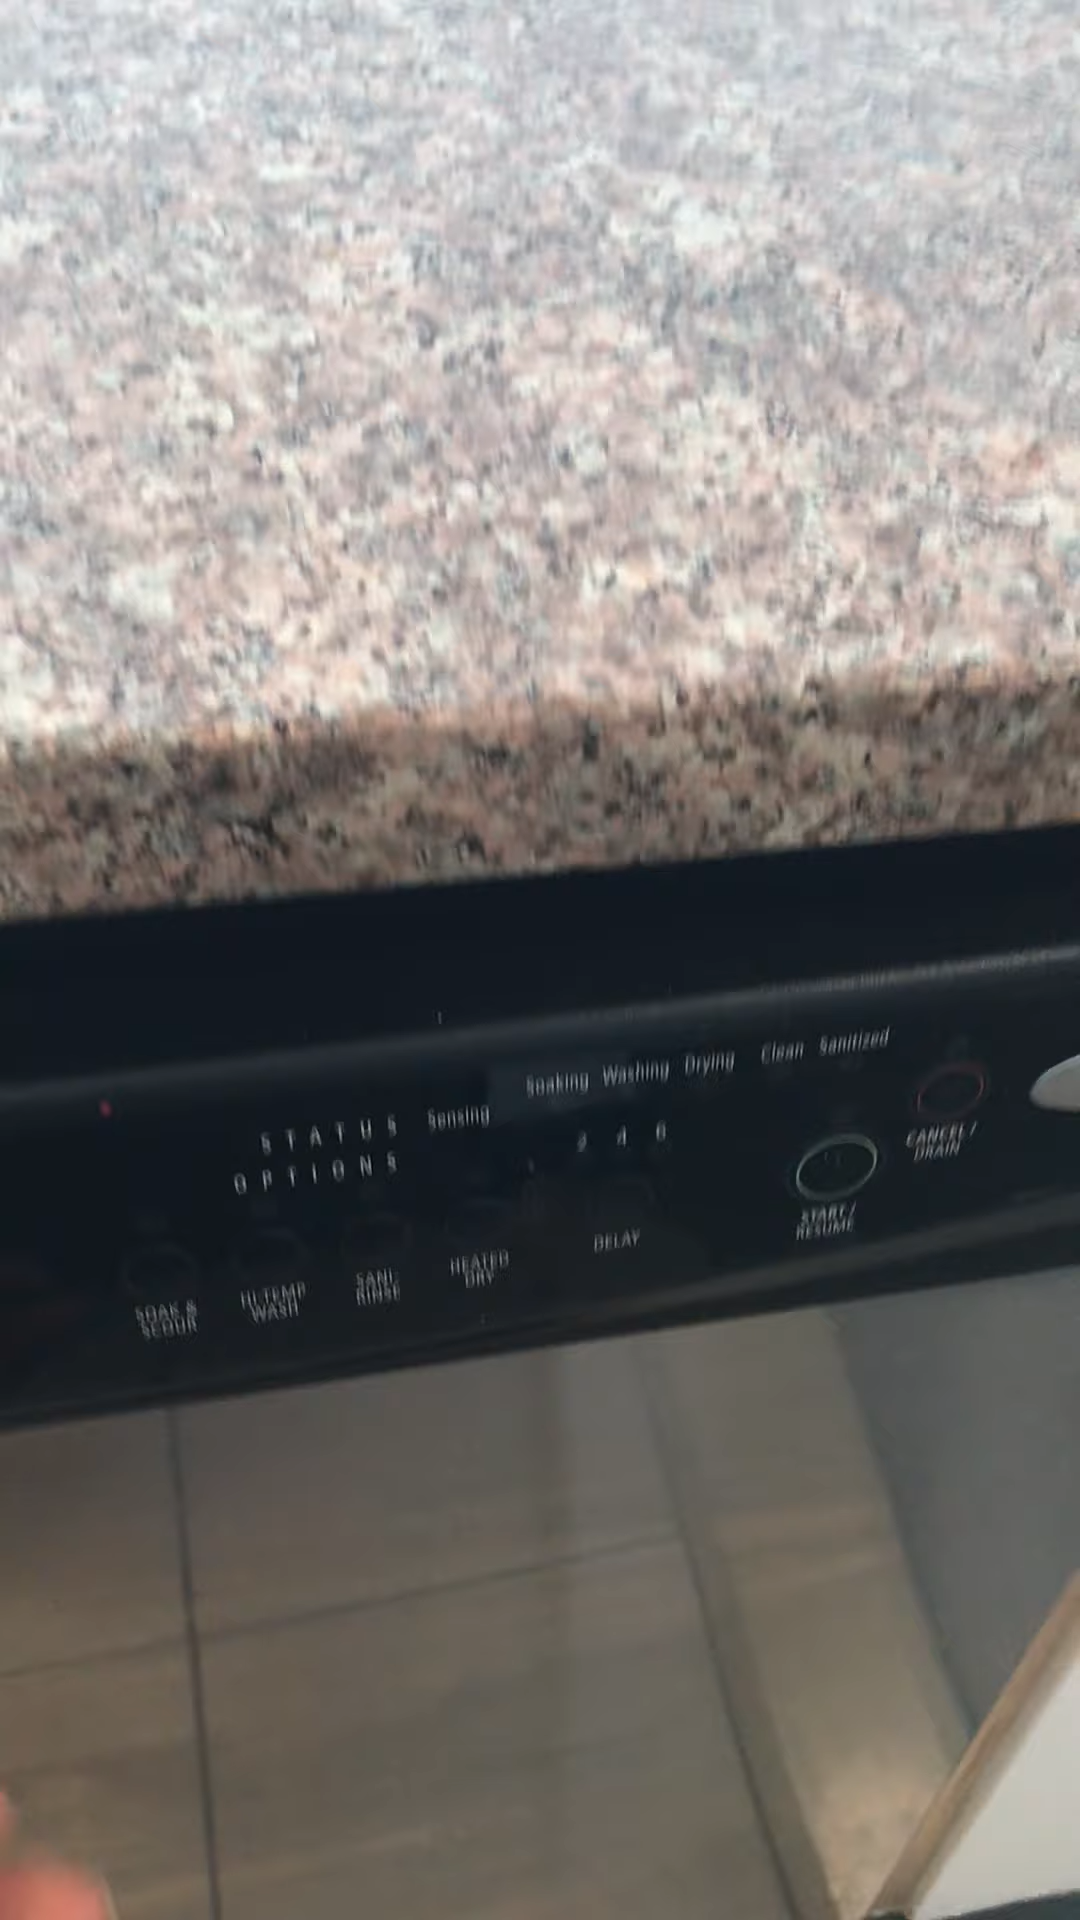 Soaking Washing Drying Clean Sanitized
STATUS Sensing
2 4 6
OPTIONS
CANCEL/
DRAIN
START/
RESUME
DELAY
HEATED
DRY
SANI
RINSE
HI-TEMP
WASH
SOAK &
SCOUR